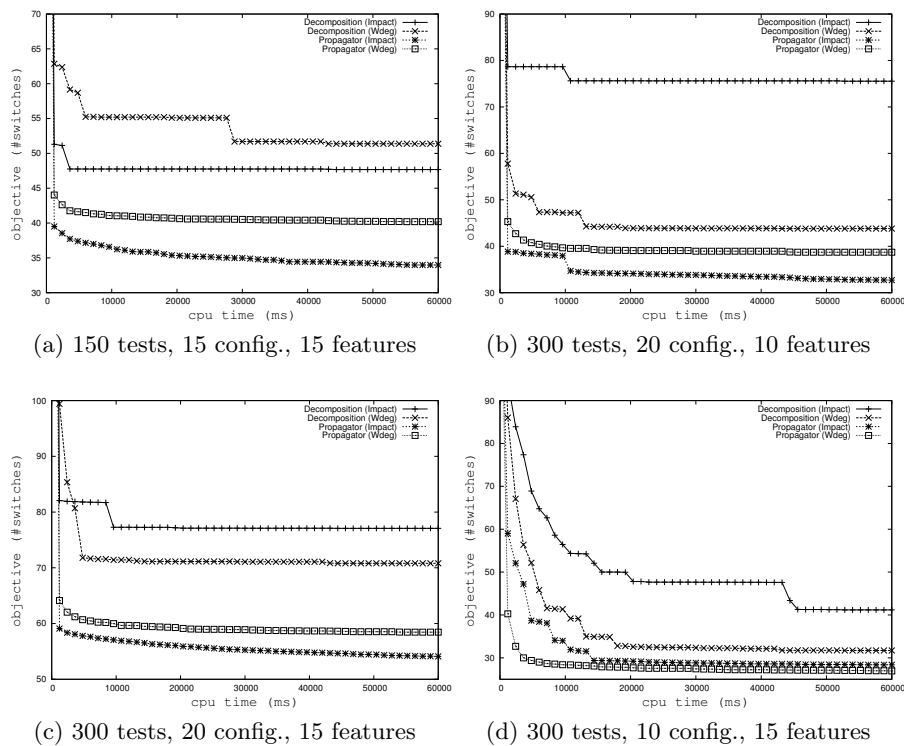 70
65
60
55
50
45
40
35
30
objective (#switches)
Decomposition (Impact)
Decomposition (Wdeg)
Propagator (Impact)
Propagator (Wdeg)
0 10000 20000 30000 40000 50000 60000
cpu time (ms)
(a) 150 tests, 15 config., 15 features
90
80
70
60
50
40
30
objective (#switches)
Decomposition (Impact)
Decomposition (Wdeg)
Propagator (Impact)
Propagator (Wdeg)
0 10000 20000 30000 40000 50000 60000
cpu time (ms)
(b) 300 tests, 20 config., 10 features
100
90
80
70
60
50
objective (#switches)
Decomposition (Impact)
Decomposition (Wdeg)
Propagator (Impact)
Propagator (Wdeg)
0 10000 20000 30000 40000 50000 60000
cpu time (ms)
(c) 300 tests, 20 config., 15 features
90
80
70
60
50
40
30
objective (#switches)
Decomposition (Impact)
Decomposition (Wdeg)
Propagator (Impact)
Propagator (Wdeg)
0 10000 20000 30000 40000 50000 60000
cpu time (ms)
(d) 300 tests, 10 config., 15 features